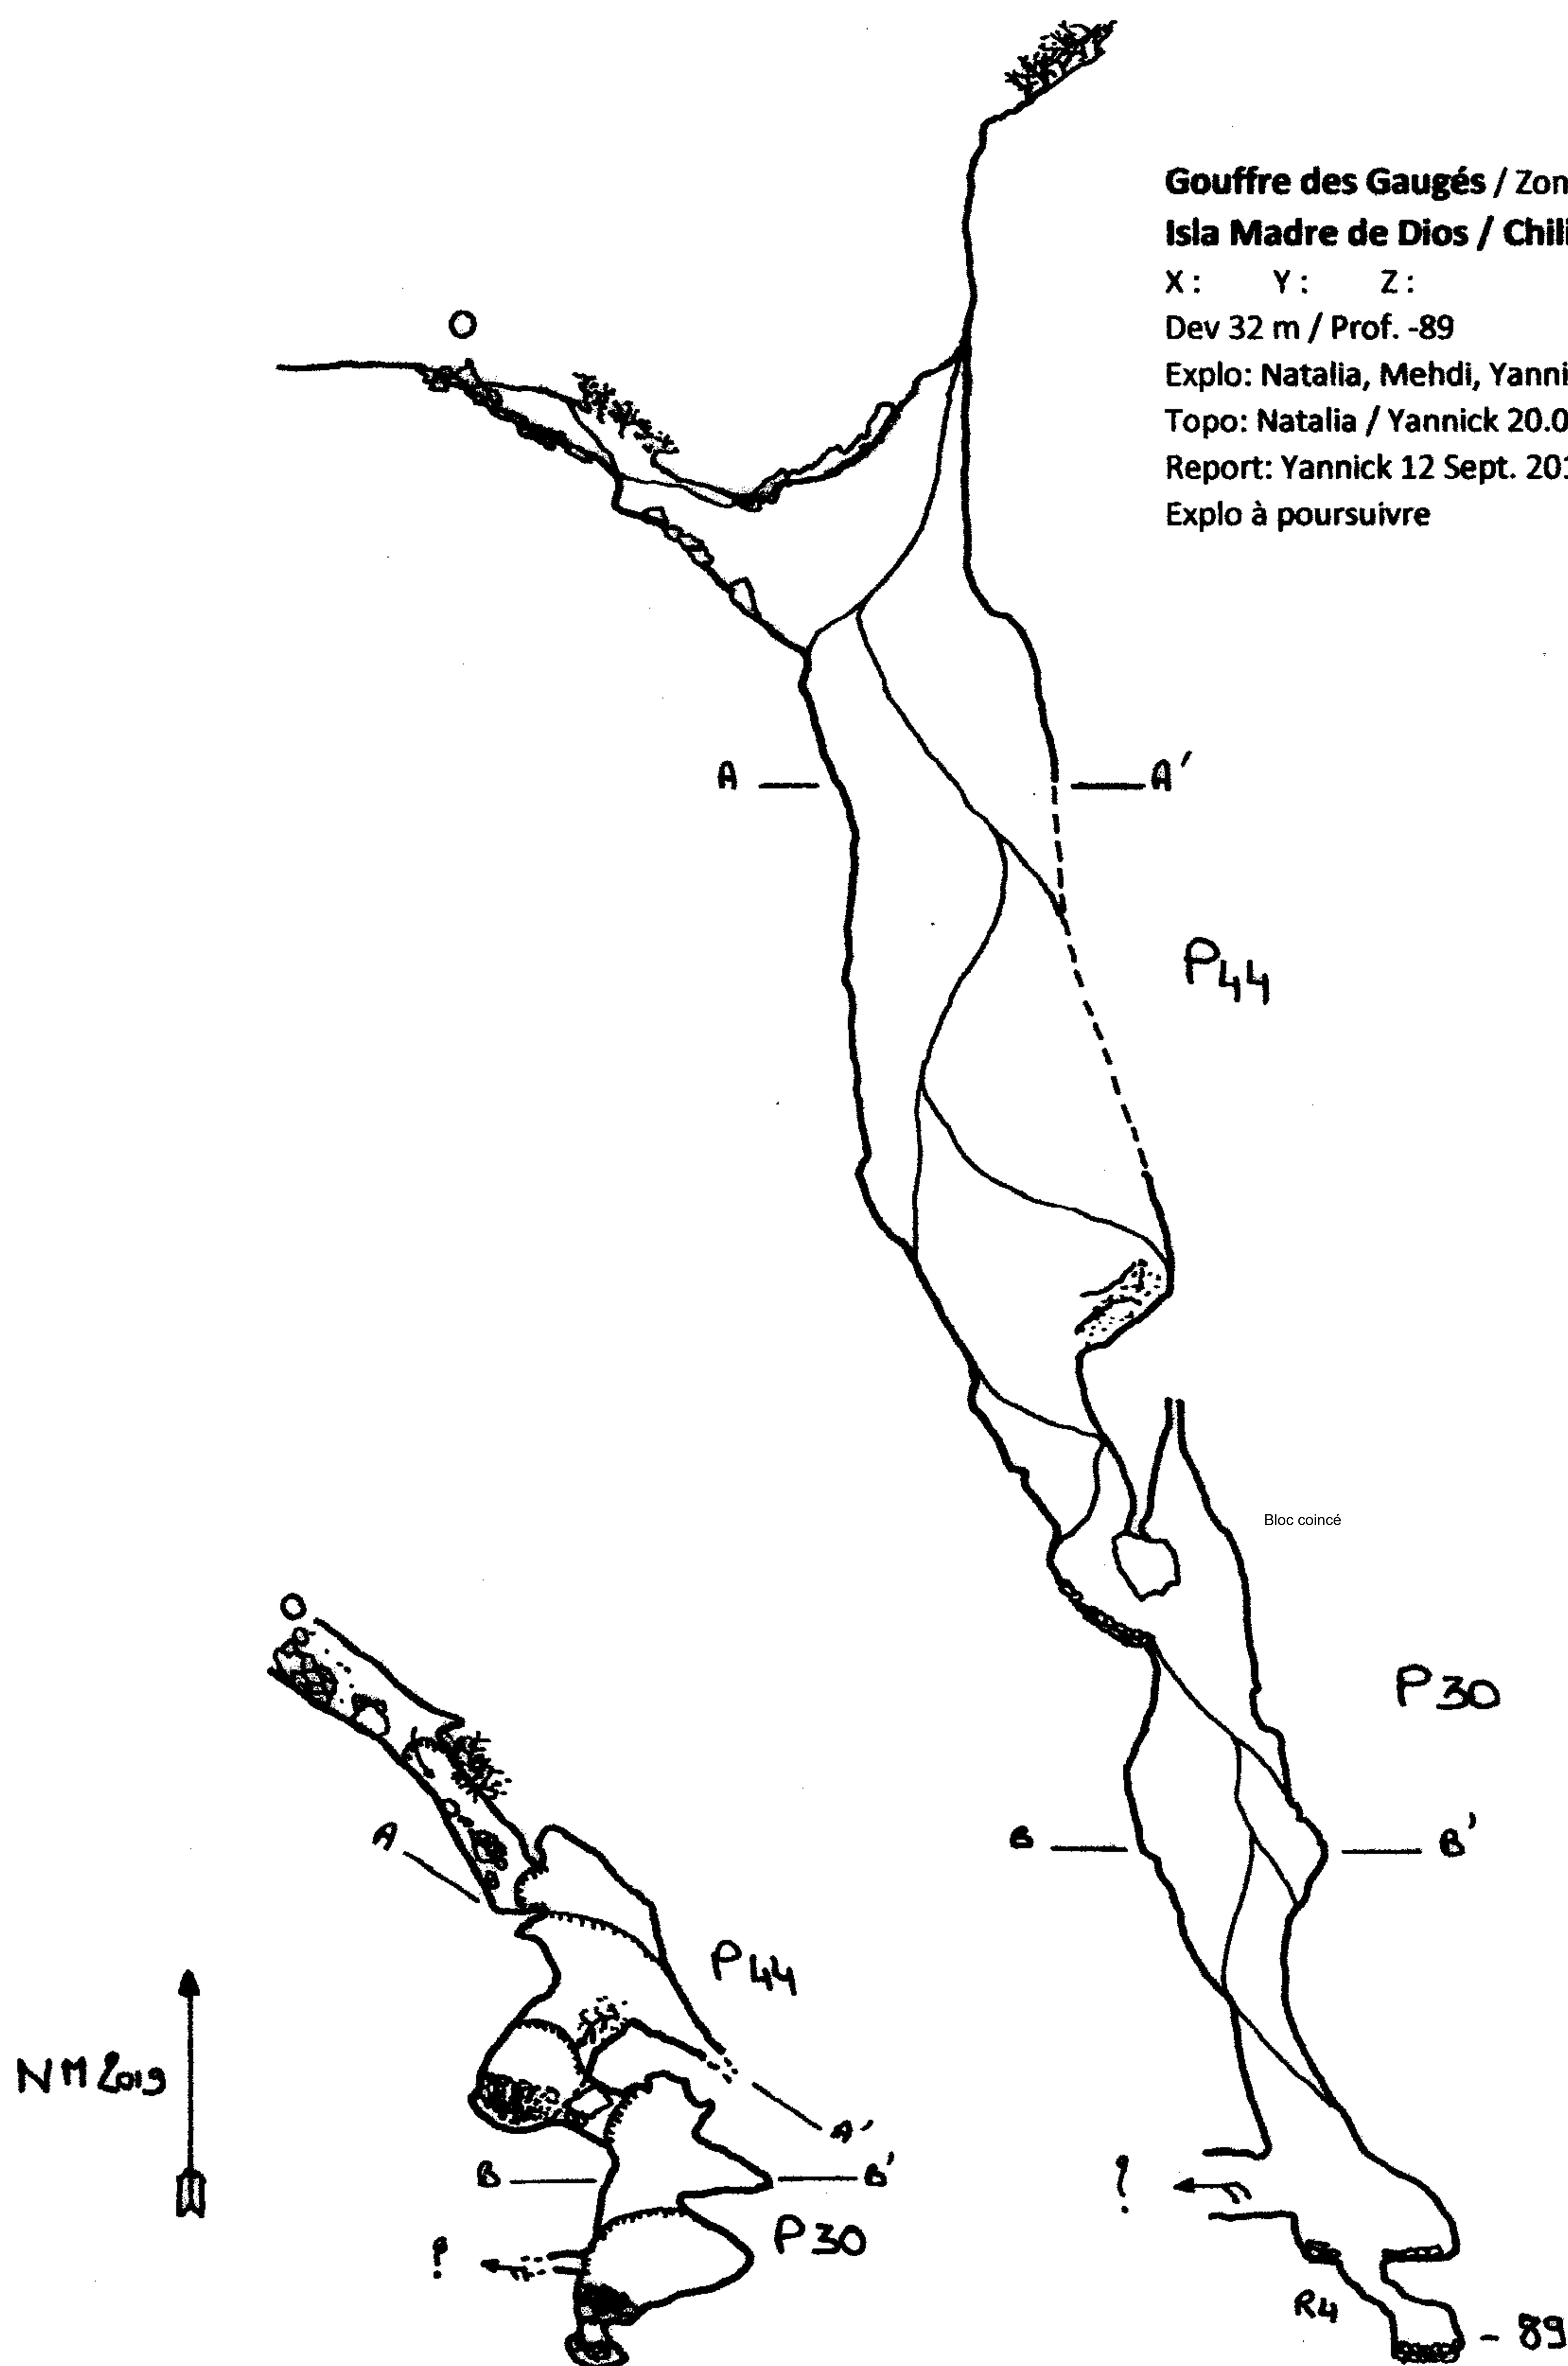 Gouffre des Gaugés / Zon
Isla Madre de Dios / Chili
X : Y : Z :
Dev 32 m / Prof. -89
Explo: Natalia, Mehdi, Yanni
Topo: Natalia / Yannick 20.0
Report: Yannick 12 Sept. 201
Explo à poursuivre
O
A A'
P44
Bloc coincé
O
P30
A
B B'
P44
NM 2019
A'
B B'
?
P30
?
R4
- 89